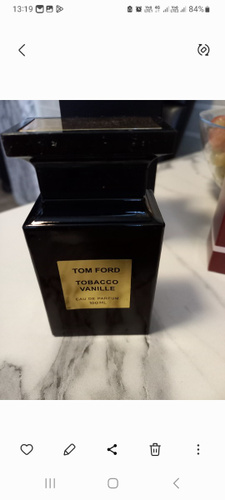 13:19
84%
TOM FORD
TOBACCO
VANILLE
EAU DE PARFUM